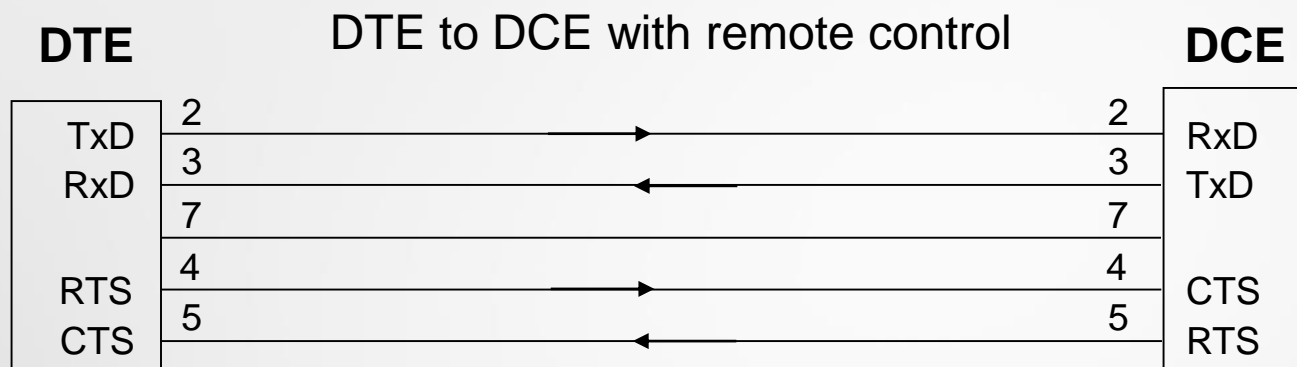 DTE DTE to DCE with remote control DCE
TxD 2 2 RxD
RxD 3 3 TxD
7 7
RTS 4 4 CTS
CTS 5 5 RTS